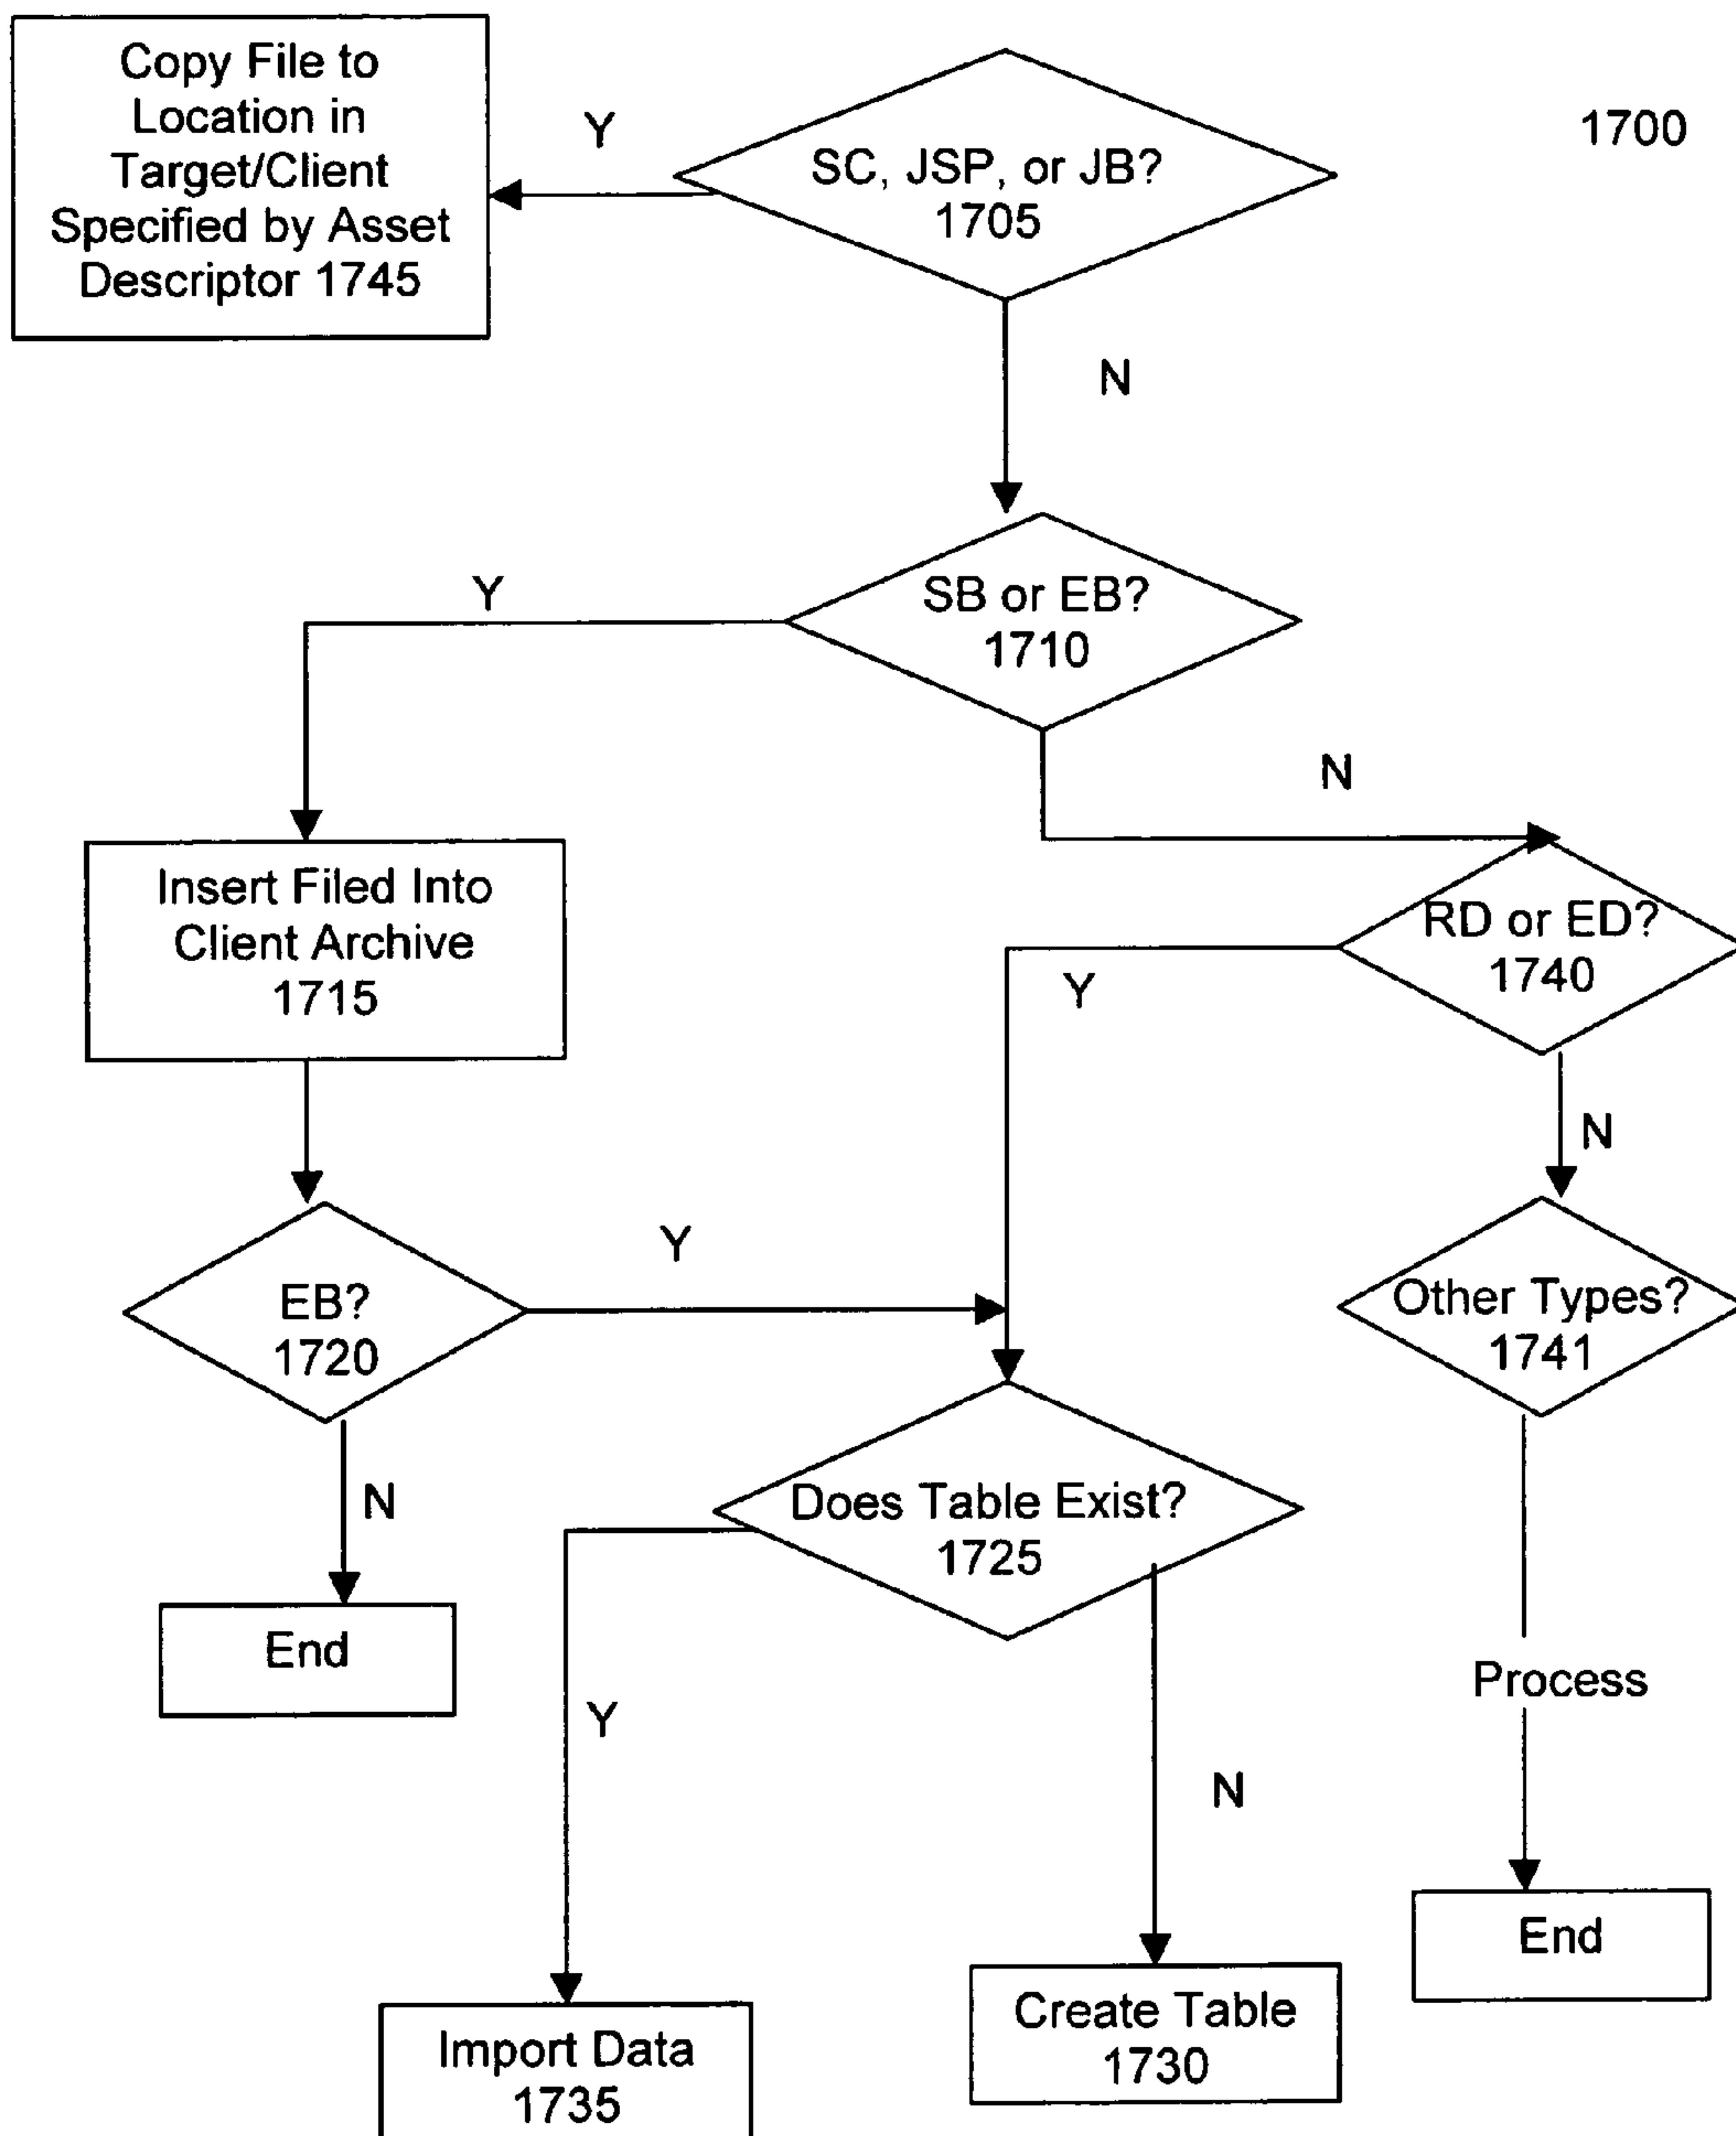 Copy File to
Location in
Target/Client
Specified by Asset
Descriptor 1745
Y
SC, JSP, or JB?
1705
1700
N
SB or EB?
1710
Y
N
Insert Filed Into
Client Archive
1715
RD or ED?
1740
Y
N
EB?
1720
Y
Other Types?
1741
N
Does Table Exist?
1725
End
Y
N
Process
End
Import Data
1735
Create Table
1730